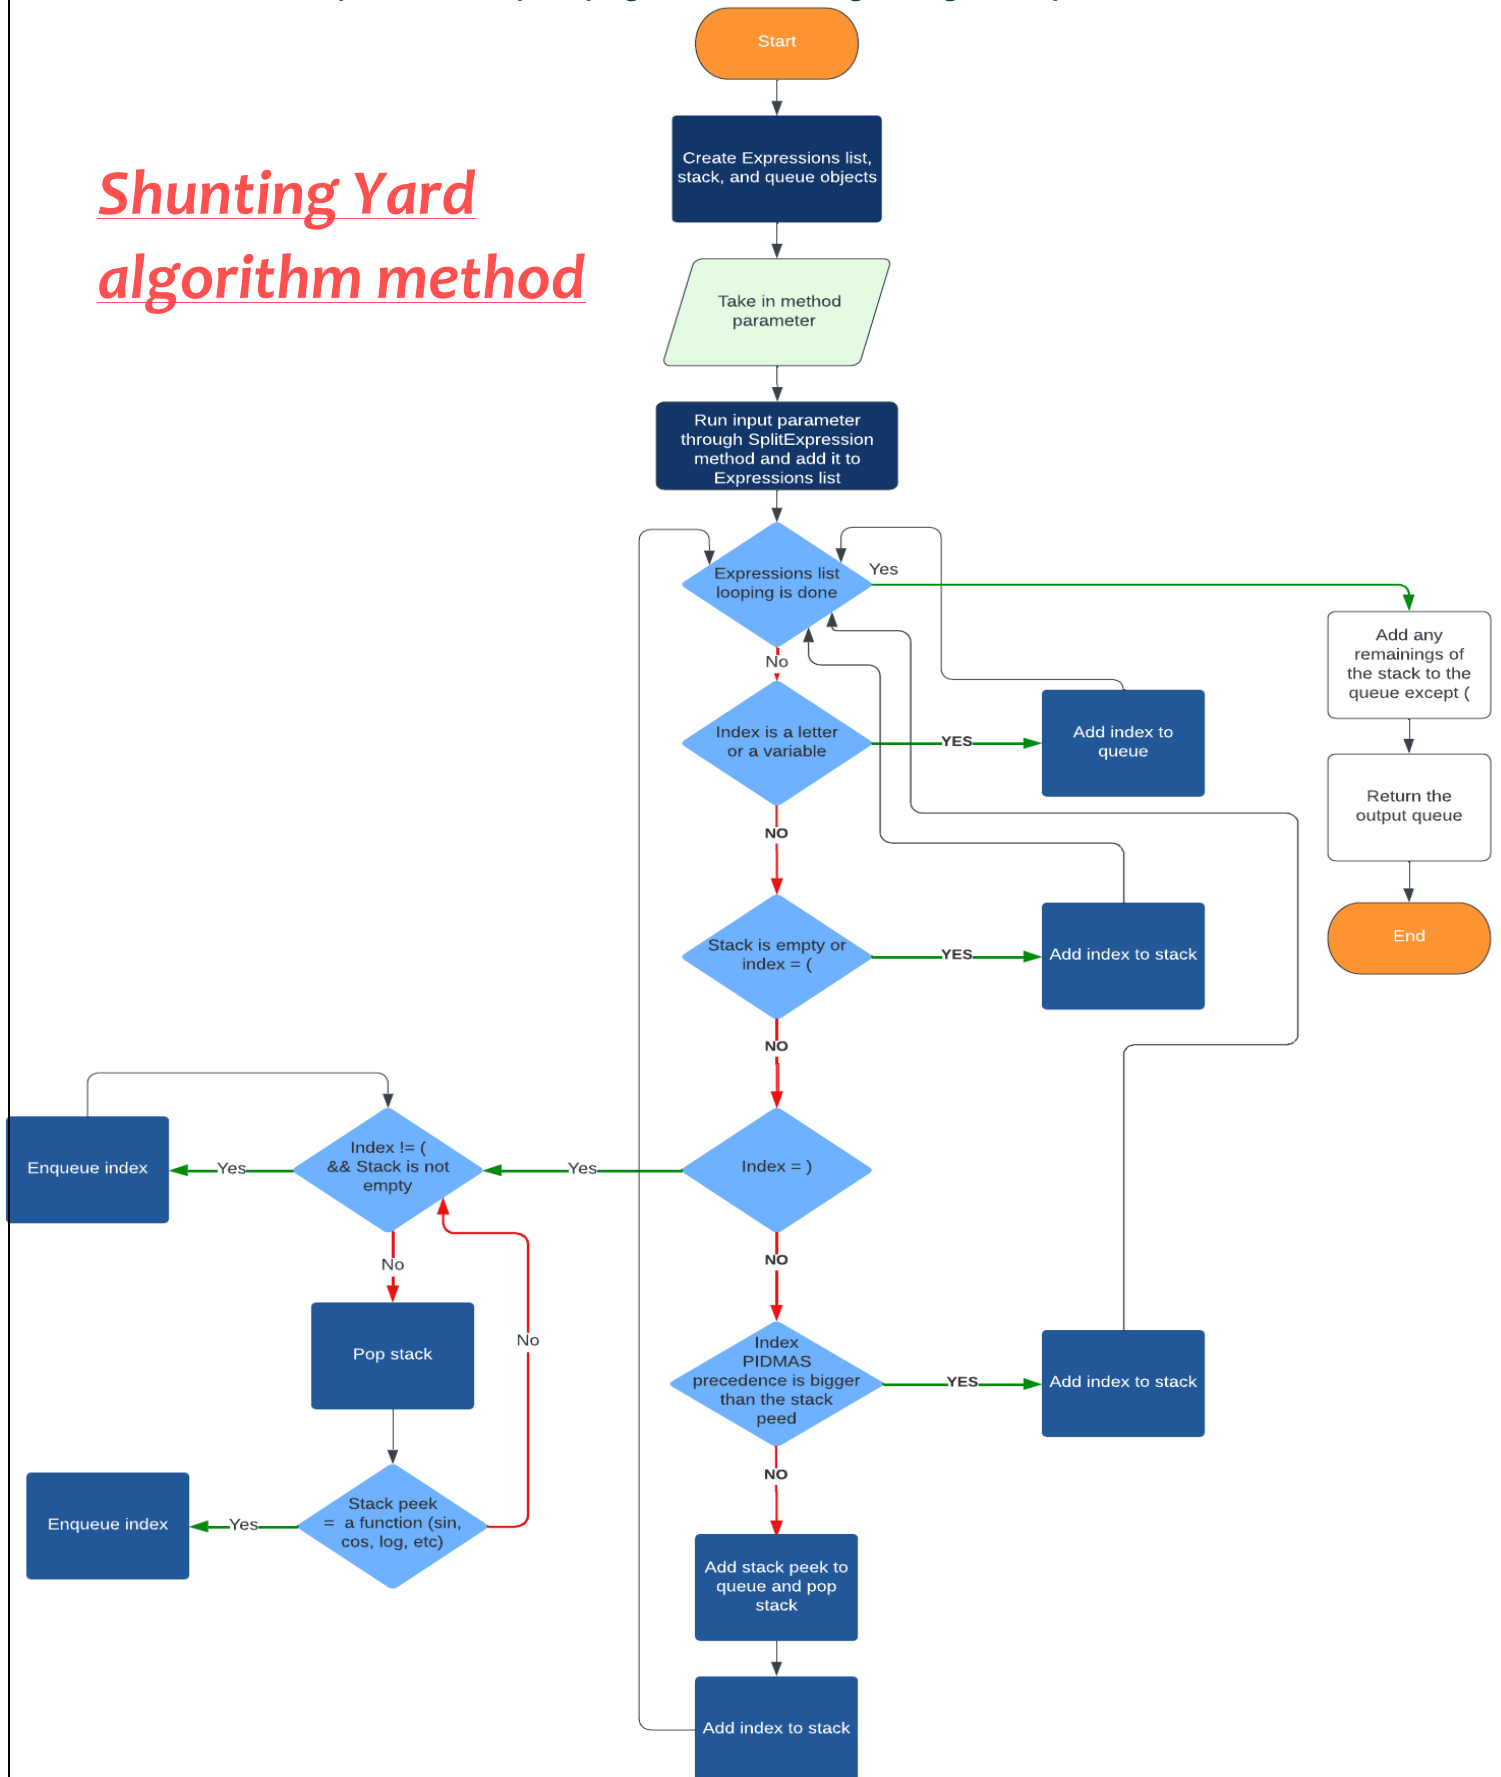 Start
Create Expressions list,
stack, and queue objects
Shunting Yard
algorithm method
Take in method
parameter
Run input parameter
through SplitExpression
method and add it to
Expressions list
Expressions list
looping is done
Yes
No
Add any
remainings of
the stack to the
queue except (
Index is a letter
or a variable
YES
Add index to
queue
Return the
output queue
NO
Stack is empty or
index = (
YES
Add index to stack
End
NO
Index = )
Yes
Index != (
&& Stack is not
empty
Yes
Enqueue index
No
Pop stack
No
NO
Index
PIDMAS
precedence is bigger
than the stack
peed
YES
Add index to stack
NO
Stack peek
= a function (sin,
cos, log, etc)
Yes
Enqueue index
Add stack peek to
queue and pop
stack
Add index to stack